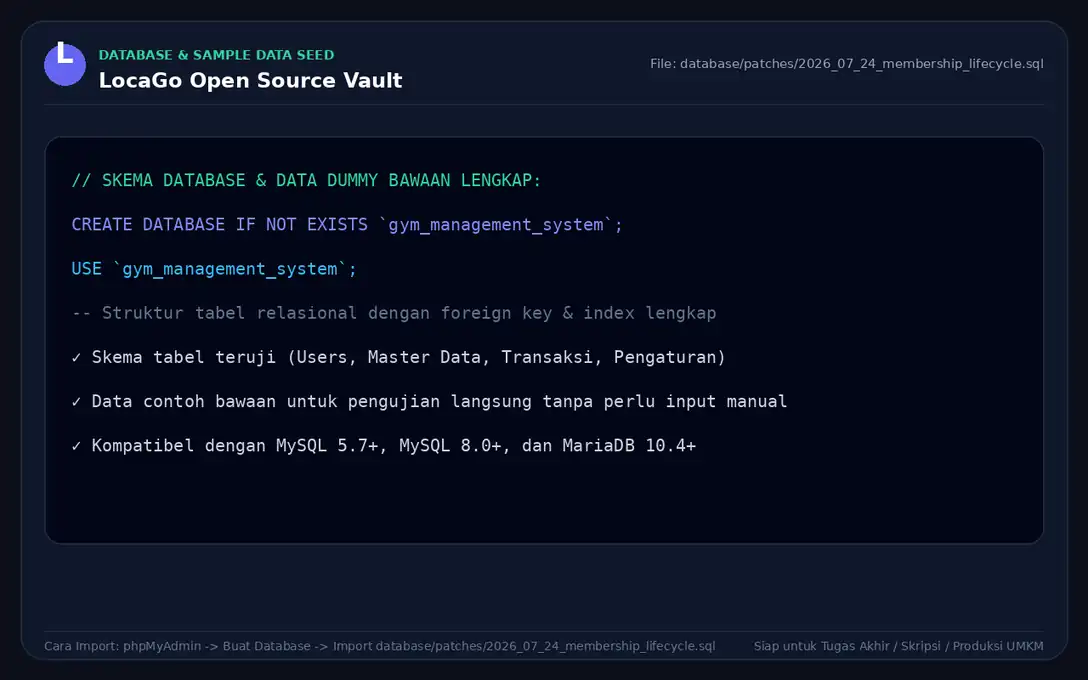 L
DATABASE & SAMPLE DATA SEED
LocaGo Open Source Vault
File: database/patches/2026_07_24_membership_lifecycle.sql
// SKEMA DATABASE & DATA DUMMY BAWAAN LENGKAP:
CREATE DATABASE IF NOT EXISTS `gym_management_system`;
USE `gym_management_system`;
-- Struktur tabel relasional dengan foreign key & index lengkap
✓ Skema tabel teruji (Users, Master Data, Transaksi, Pengaturan)
✓ Data contoh bawaan untuk pengujian langsung tanpa perlu input manual
✓ Kompatibel dengan MySQL 5.7+, MySQL 8.0+, dan MariaDB 10.4+
Cara Import: phpMyAdmin -> Buat Database -> Import database/patches/2026_07_24_membership_lifecycle.sql
Siap untuk Tugas Akhir / Skripsi / Produksi UMKM